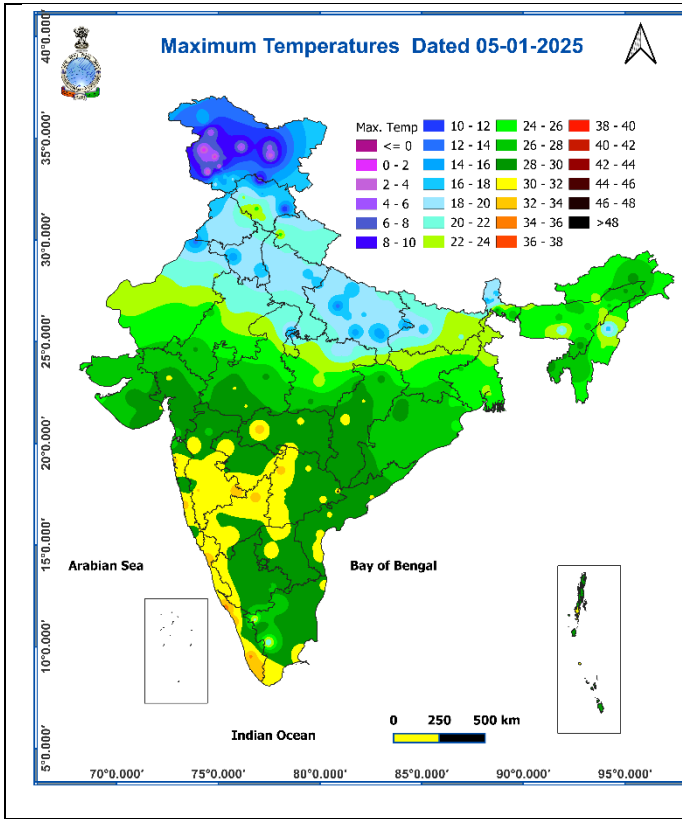 Maximum Temperatures Dated 05-01-2025
Max. Temp
<= 0
0 - 2
2 - 4
4 - 6
6 - 8
8 - 10
10 - 12
12 - 14
14 - 16
16 - 18
18 - 20
20 - 22
22 - 24
24 - 26
26 - 28
28 - 30
30 - 32
32 - 34
34 - 36
36 - 38
38 - 40
40 - 42
42 - 44
44 - 46
46 - 48
>48
40°0.000'
35°0.000'
30°0.000'
25°0.000'
20°0.000'
15°0.000'
10°0.000'
5°0.000'
Arabian Sea
Bay of Bengal
Indian Ocean
0 250 500 km
70°0.000' 75°0.000' 80°0.000' 85°0.000' 90°0.000' 95°0.000'